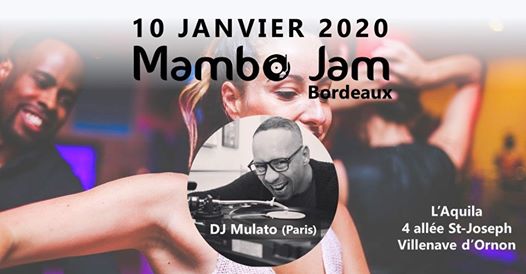 10 JANVIER 2020
Mambo Jam
Bordeaux
DJ Mulato (Paris)
L'Aquila
4 allée St-Joseph
Villenave d'Ornon